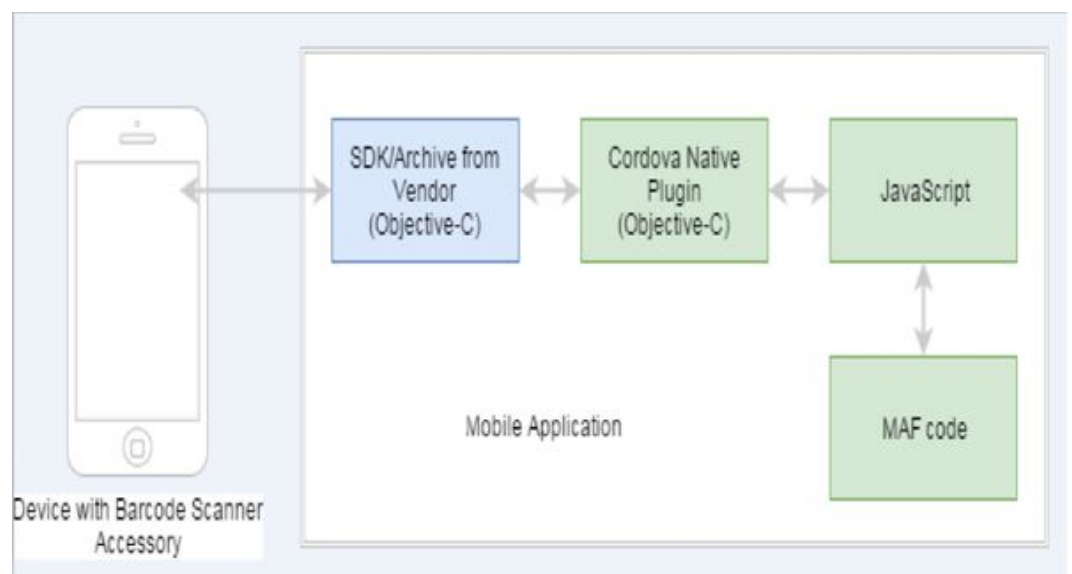 SDK/Archive from
Vendor
(Objective-C)
Cordova Native
Plugin
(Objective-C)
JavaScript
Mobile Application
MAF code
Device with Barcode Scanner
Accessory